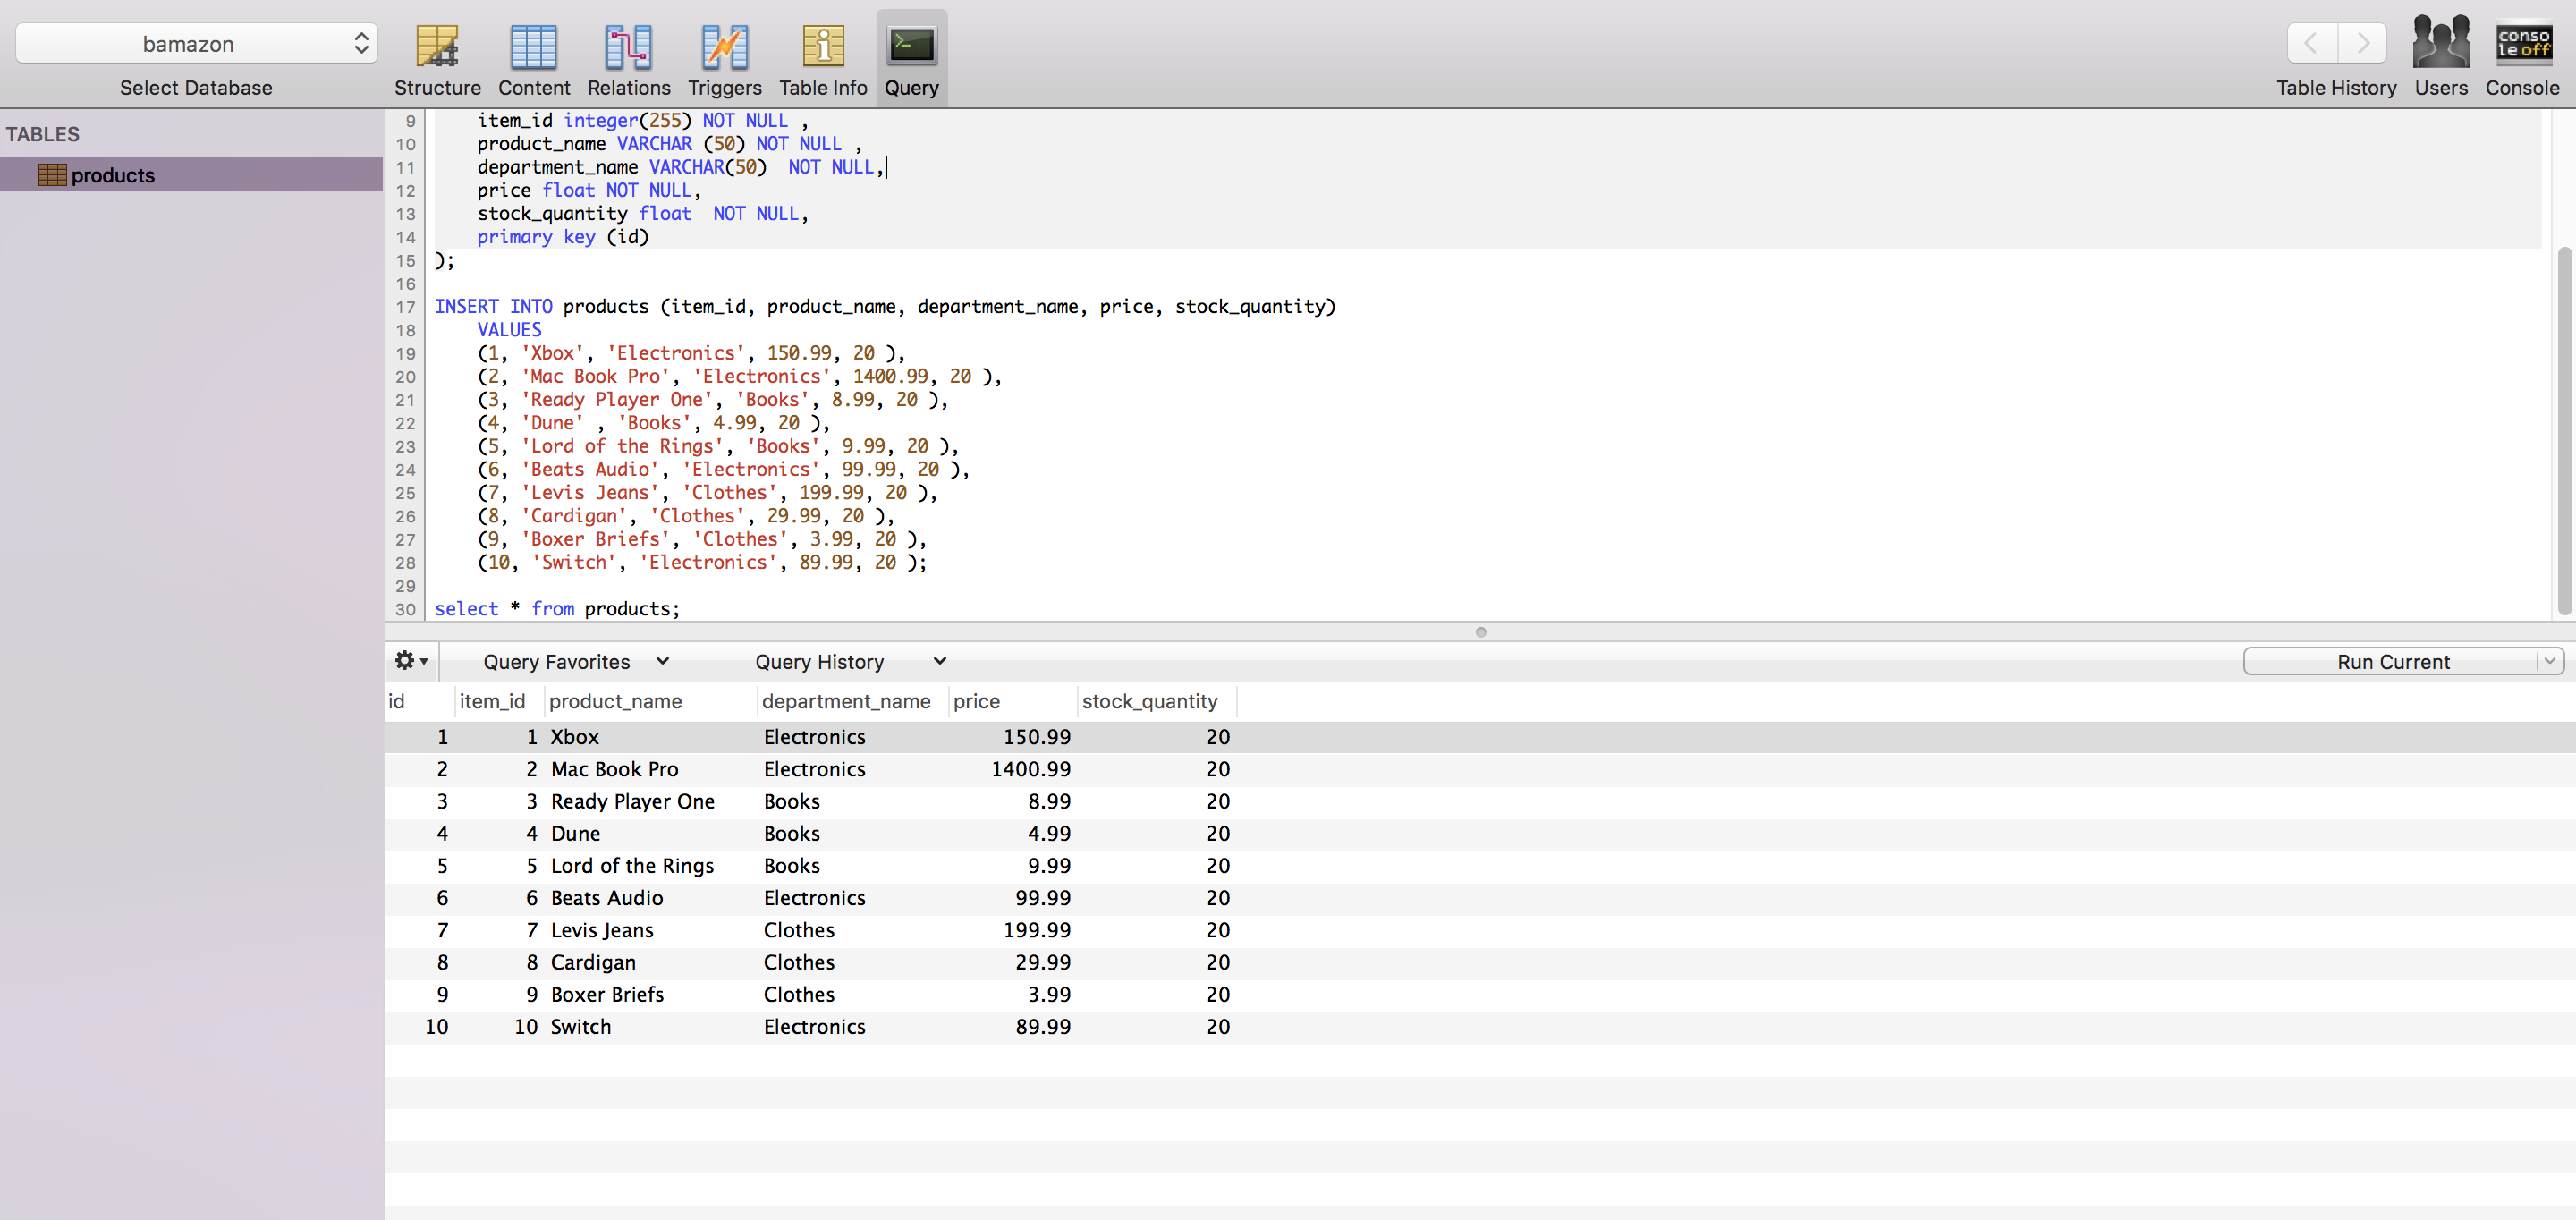 bamazon
Select Database
Structure Content Relations Triggers Table Info Query
Table History Users Console
conso
le off
TABLES
products
9 item_id integer(255) NOT NULL ,
10 product_name VARCHAR (50) NOT NULL ,
11 department_name VARCHAR(50)  NOT NULL,
12 price float NOT NULL,
13 stock_quantity float  NOT NULL,
14 primary key (id)
15 );
16
17 INSERT INTO products (item_id, product_name, department_name, price, stock_quantity)
18 VALUES
19 (1, 'Xbox', 'Electronics', 150.99, 20 ),
20 (2, 'Mac Book Pro', 'Electronics', 1400.99, 20 ),
21 (3, 'Ready Player One', 'Books', 8.99, 20 ),
22 (4, 'Dune' , 'Books', 4.99, 20 ),
23 (5, 'Lord of the Rings', 'Books', 9.99, 20 ),
24 (6, 'Beats Audio', 'Electronics', 99.99, 20 ),
25 (7, 'Levis Jeans', 'Clothes', 199.99, 20 ),
26 (8, 'Cardigan', 'Clothes', 29.99, 20 ),
27 (9, 'Boxer Briefs', 'Clothes', 3.99, 20 ),
28 (10, 'Switch', 'Electronics', 89.99, 20 );
29
30 select * from products;
Query Favorites Query History Run Current
id item_id product_name department_name price stock_quantity
1 1 Xbox Electronics 150.99 20
2 2 Mac Book Pro Electronics 1400.99 20
3 3 Ready Player One Books 8.99 20
4 4 Dune Books 4.99 20
5 5 Lord of the Rings Books 9.99 20
6 6 Beats Audio Electronics 99.99 20
7 7 Levis Jeans Clothes 199.99 20
8 8 Cardigan Clothes 29.99 20
9 9 Boxer Briefs Clothes 3.99 20
10 10 Switch Electronics 89.99 20